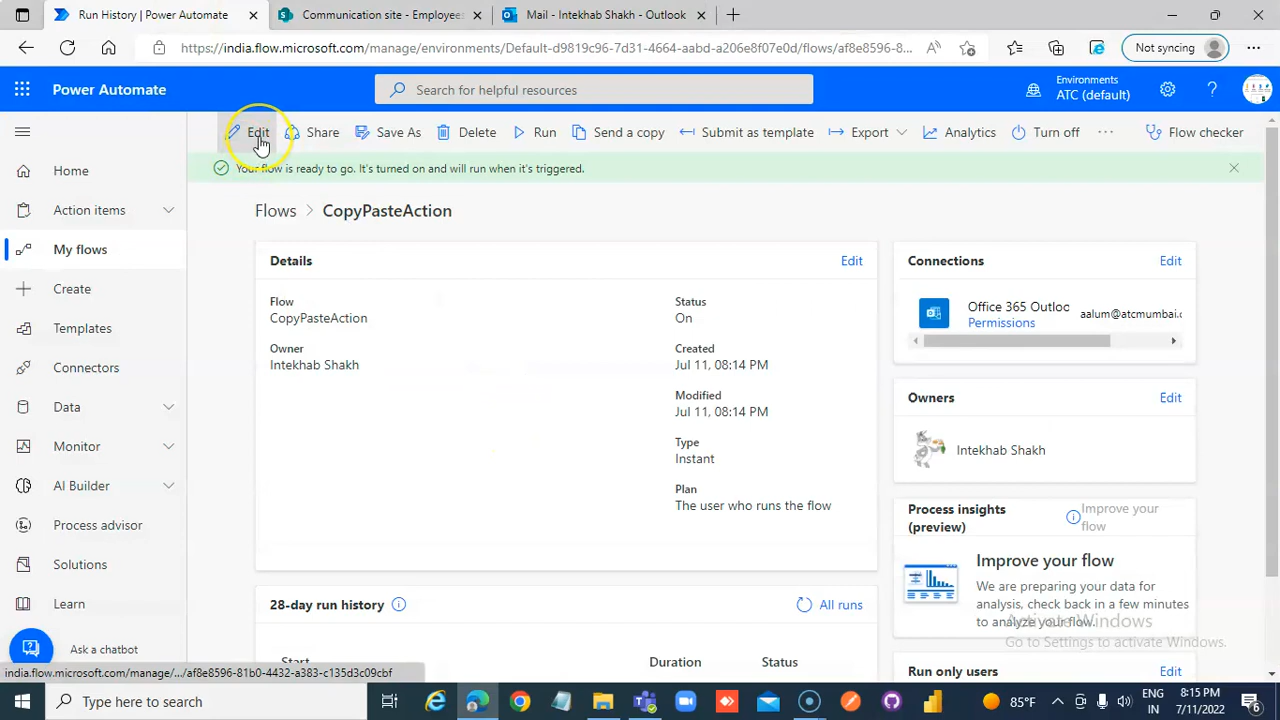 Run History | Power Automate
Communication site - Employees
Mail - Intekhab Shakh - Outlook
https://india.flow.microsoft.com/manage/environments/Default-d9819c96-7d31-4664-aabd-a206e8f07e0d/flows/af8e8596-8...
Not syncing
Power Automate
Search for helpful resources
Environments
ATC (default)
Edit
Share
Save As
Delete
Run
Send a copy
Submit as template
Export
Analytics
Turn off
Flow checker
Your flow is ready to go. It's turned on and will run when it's triggered.
Home
Action items
My flows
Create
Templates
Connectors
Data
Monitor
AI Builder
Process advisor
Solutions
Learn
Ask a chatbot
Flows > CopyPasteAction
Details
Edit
Flow
CopyPasteAction
Owner
Intekhab Shakh
Status
On
Created
Jul 11, 08:14 PM
Modified
Jul 11, 08:14 PM
Type
Instant
Plan
The user who runs the flow
Connections
Edit
Office 365 Outloo
Permissions
aalum@atcmumbai.c
Owners
Edit
Intekhab Shakh
Process insights
(preview)
Improve your
flow
Improve your flow
We are preparing your data for
analysis, check back in a few minutes
to analyze your flow.
Activate Windows
Go to Settings to activate Windows.
28-day run history
All runs
Start
Duration
Status
Run only users
Edit
india.flow.microsoft.com/manage/.../af8e8596-81b0-4432-a383-c135d3c09cbf
Type here to search
85°F
ENG
IN
8:15 PM
7/11/2022
6